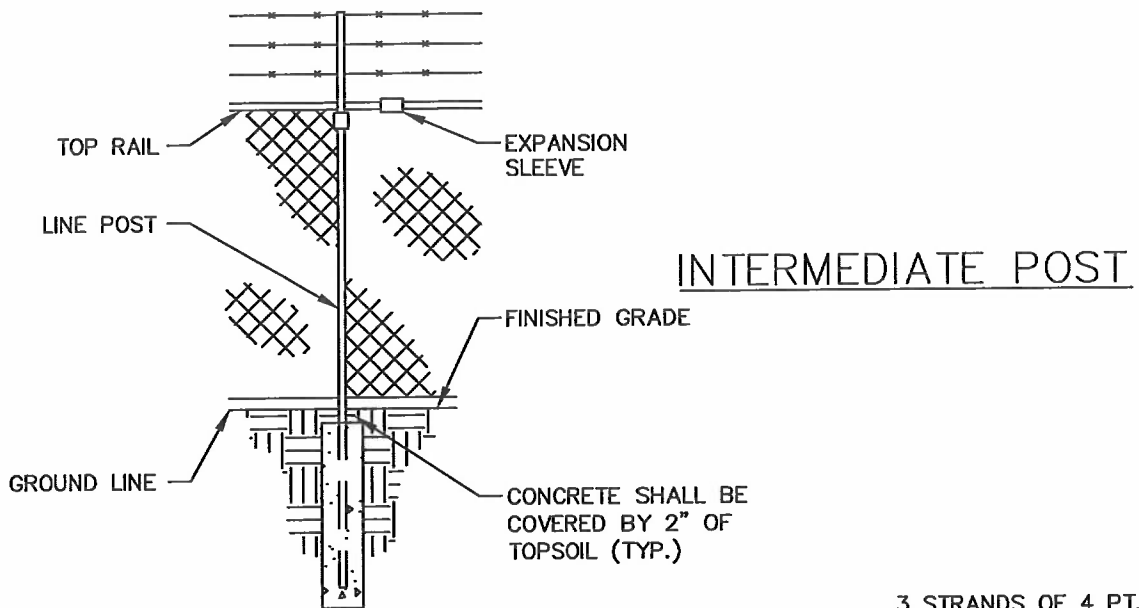 TOP RAIL
EXPANSION
SLEEVE
LINE POST
INTERMEDIATE POST
FINISHED GRADE
GROUND LINE
CONCRETE SHALL BE
COVERED BY 2" OF
TOPSOIL (TYP.)
3 STRANDS OF 4 PT.